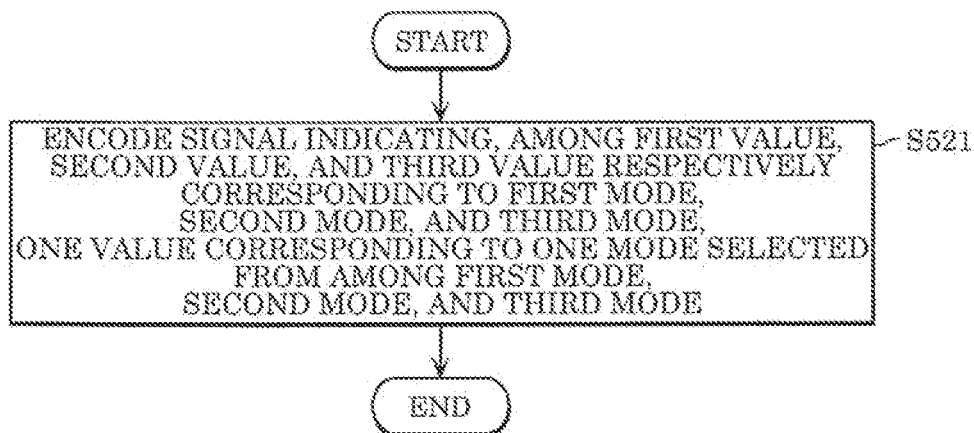 START
ENCODE SIGNAL INDICATING, AMONG FIRST VALUE,
SECOND VALUE, AND THIRD VALUE RESPECTIVELY
CORRESPONDING TO FIRST MODE,
SECOND MODE, AND THIRD MODE,
ONE VALUE CORRESPONDING TO ONE MODE SELECTED
FROM AMONG FIRST MODE,
SECOND MODE, AND THIRD MODE
S521
END